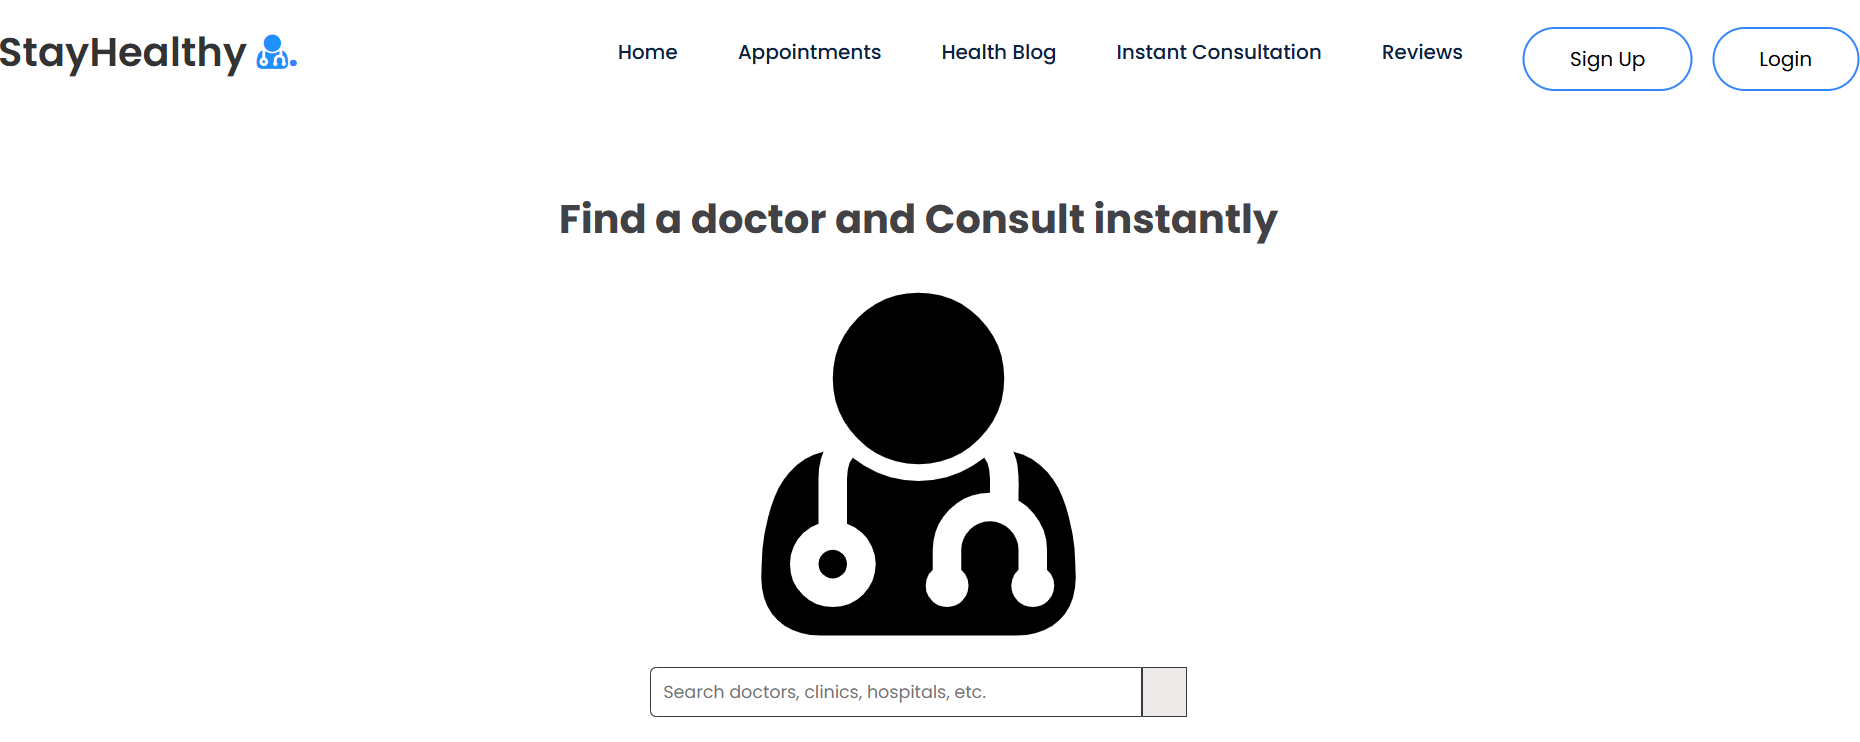 StayHealthy
Home Appointments Health Blog Instant Consultation Reviews Sign Up Login
Find a doctor and Consult instantly
Search doctors, clinics, hospitals, etc.